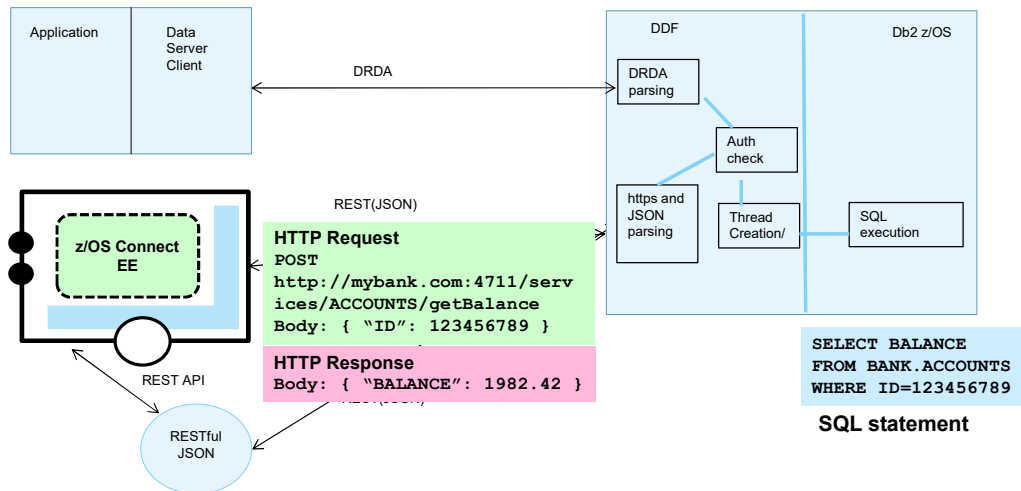 Application
Data
Server
Client
DRDA
DDF
Db2 z/OS
DRDA
parsing
Auth
check
https and
JSON
parsing
Thread
Creation/
SQL
execution
REST(JSON)
z/OS Connect
EE
HTTP Request
POST
http://mybank.com:4711/serv
ices/ACCOUNTS/getBalance
Body: { “ID”: 123456789 }
HTTP Response
Body: { “BALANCE”: 1982.42 }
REST API
REST(JSON)
RESTful
JSON
SELECT BALANCE
FROM BANK.ACCOUNTS
WHERE ID=123456789
SQL statement